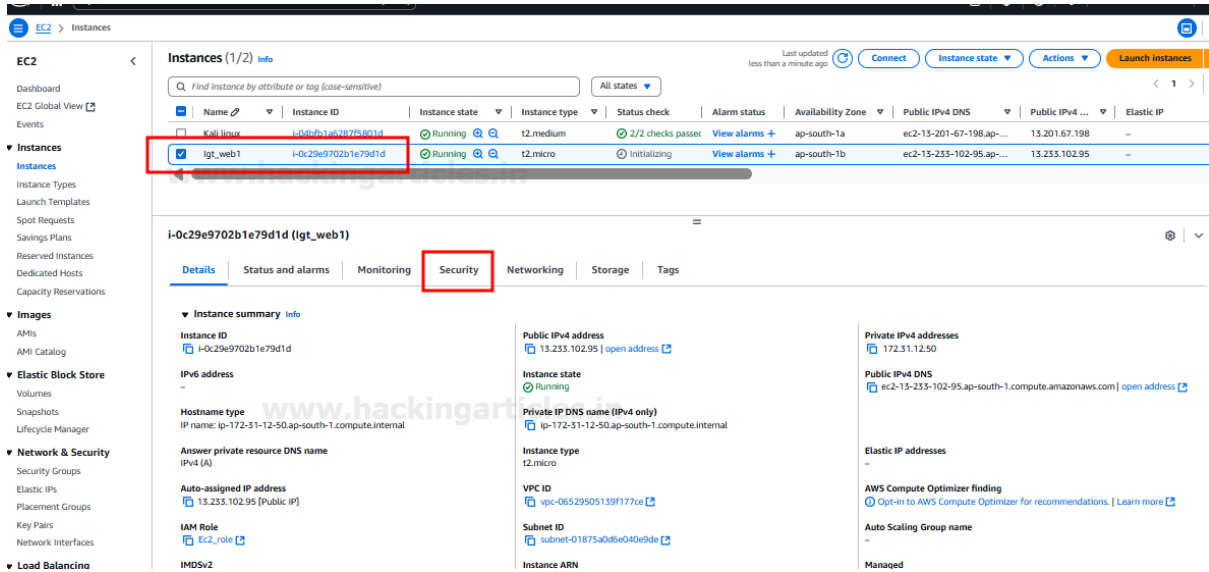 EC2 > Instances
EC2
Dashboard
EC2 Global View
Events
Instances
Instances
Instance Types
Launch Templates
Spot Requests
Savings Plans
Reserved Instances
Dedicated Hosts
Capacity Reservations
Images
AMIs
AMI Catalog
Elastic Block Store
Volumes
Snapshots
Lifecycle Manager
Network & Security
Security Groups
Elastic IPs
Placement Groups
Key Pairs
Network Interfaces
Load Balancing
Instances (1/2) Info
Last updated
less than a minute ago
Connect Instance state Actions Launch instances
Find Instance by attribute or tag (case-sensitive) All states 1
Name Instance ID Instance state Instance type Status check Alarm status Availability Zone Public IPv4 DNS Public IPv4 ... Elastic IP
Kali linux i-04bfb1a6287f5801d Running t2.medium 2/2 checks passec View alarms + ap-south-1a ec2-13-201-67-198.ap-... 13.201.67.198 –
lgt_web1 i-0c29e9702b1e79d1d Running t2.micro Initializing View alarms + ap-south-1b ec2-13-233-102-95.ap-... 13.233.102.95 –
www.hackingarticles.in
i-0c29e9702b1e79d1d (lgt_web1)
Details Status and alarms Monitoring Security Networking Storage Tags
Instance summary Info
Instance ID
i-0c29e9702b1e79d1d
Public IPv4 address
13.233.102.95 | open address
Private IPv4 addresses
172.31.12.50
IPv6 address
–
Instance state
Running
Public IPv4 DNS
ec2-13-233-102-95.ap-south-1.compute.amazonaws.com | open address
www.hackingarticles.in
Hostname type
IP name: ip-172-31-12-50.ap-south-1.compute.internal
Private IP DNS name (IPv4 only)
ip-172-31-12-50.ap-south-1.compute.internal
Answer private resource DNS name
IPv4 (A)
Instance type
t2.micro
Elastic IP addresses
–
Auto-assigned IP address
13.233.102.95 [Public IP]
VPC ID
vpc-06529505139f177ce
AWS Compute Optimizer finding
Opt-in to AWS Compute Optimizer for recommendations. | Learn more
IAM Role
Ec2_role
Subnet ID
subnet-01875a0d6e040e9de
Auto Scaling Group name
–
IMDSv2
Instance ARN
Managed